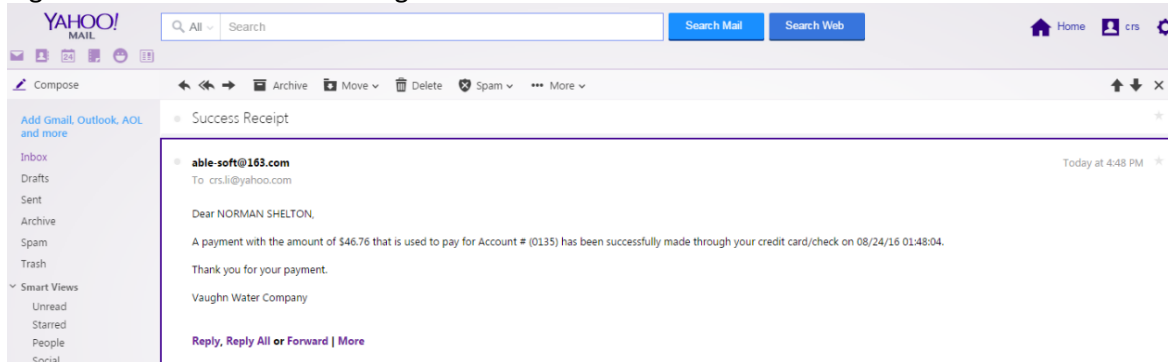 YAHOO!
MAIL
All Search Search Mail Search Web Home crs
24
Compose Archive Move Delete Spam More
Add Gmail, Outlook, AOL
and more
Success Receipt
Inbox
Drafts
Sent
Archive
Spam
Trash
Smart Views
Unread
Starred
People
Social
able-soft@163.com Today at 4:48 PM
To crs.li@yahoo.com
Dear NORMAN SHELTON,
A payment with the amount of $46.76 that is used to pay for Account # (0135) has been successfully made through your credit card/check on 08/24/16 01:48:04.
Thank you for your payment.
Vaughn Water Company
Reply, Reply All or Forward | More